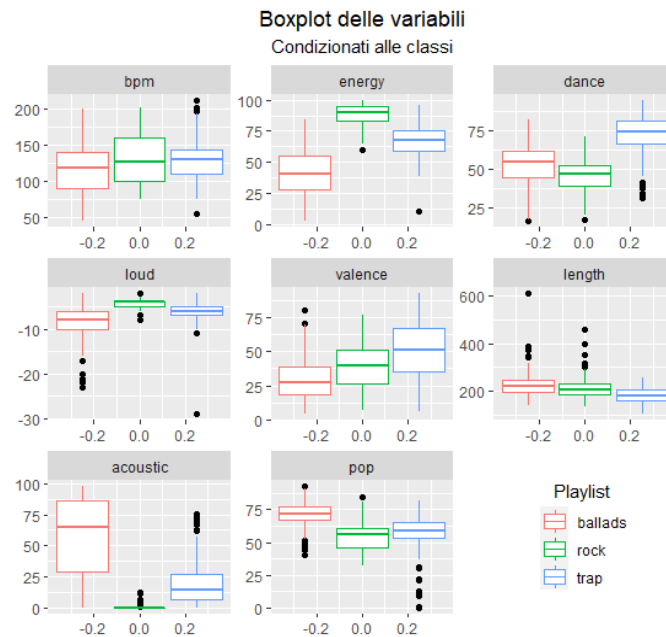 Boxplot delle variabili
Condizionati alle classi
bpm
energy
dance
200
150
100
50
-0.2 0.0 0.2
100
75
50
25
0
-0.2 0.0 0.2
75
50
25
-0.2 0.0 0.2
loud
valence
length
-10
-20
-30
-0.2 0.0 0.2
75
50
25
0
-0.2 0.0 0.2
600
400
200
-0.2 0.0 0.2
acoustic
pop
100
75
50
25
0
-0.2 0.0 0.2
75
50
25
0
-0.2 0.0 0.2
Playlist
ballads
rock
trap